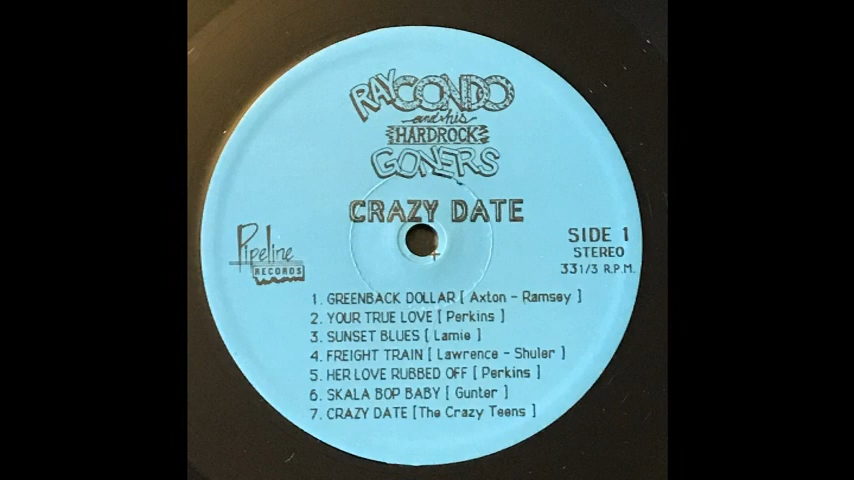 RAY CONDO
and his
HARDROCK
GONERS
CRAZY DATE
Pipeline
RECORDS
SIDE 1
STEREO
33 1/3 R.P.M.
1. GREENBACK DOLLAR [ Axton - Ramsey ]
2. YOUR TRUE LOVE [ Perkins ]
3. SUNSET BLUES [ Lamie ]
4. FREIGHT TRAIN [ Lawrence - Shuler ]
5. HER LOVE RUBBED OFF [ Perkins ]
6. SKALA BOP BABY [ Gunter ]
7. CRAZY DATE [The Crazy Teens ]